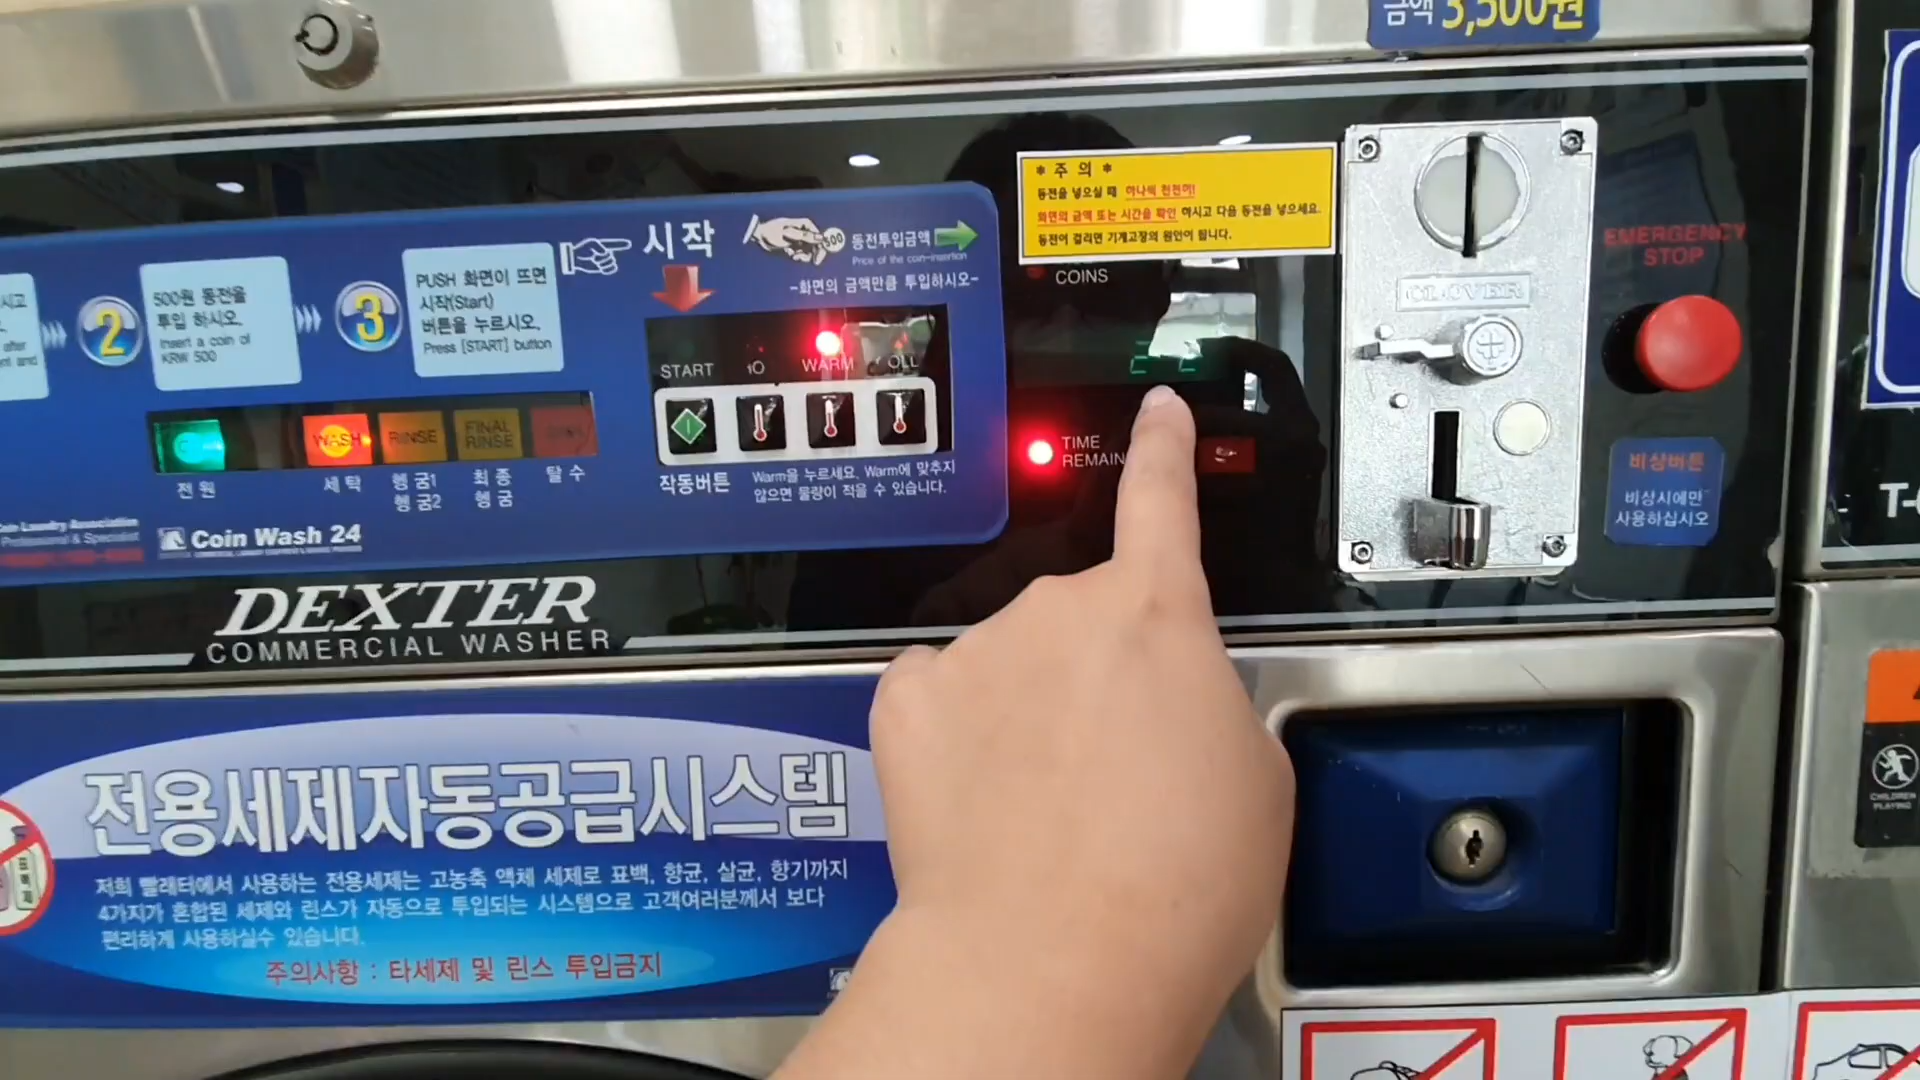 금액 3,500원
* 주 의 *
동전을 넣으실 때 하나씩 천천히!
화면의 금액 또는 시간을 확인 하시고 다음 동전을 넣으세요.
동전이 걸리면 기계고장의 원인이 됩니다.
COINS
시작
500
동전투입금액
Price of the coin-insertion
-화면의 금액만큼 투입하시오-
시고
after
2
500원 동전을
투입 하시오.
Insert a coin of
KRW 500
3
PUSH 화면이 뜨면
시작(Start)
버튼을 누르시오.
Press [START] button
START
WARM
작동버튼
Warm을 누르세요. Warm에 맞추지
않으면 물량이 적을 수 있습니다.
WASH
RINSE
FINAL
RINSE
전원
세탁
헹굼1
헹굼2
최종
헹굼
탈수
TIME
REMAIN
CLOVER
EMERGENCY
STOP
비상버튼
비상시에만
사용하십시오
Coin Laundry Association
Professional & Specialist
Coin Wash 24
DEXTER
COMMERCIAL WASHER
전용세제자동공급시스템
저희 빨래터에서 사용하는 전용세제는 고농축 액체 세제로 표백, 향균, 살균, 향기까지
4가지가 혼합된 세제와 린스가 자동으로 투입되는 시스템으로 고객여러분께서 보다
편리하게 사용하실수 있습니다.
주의사항 : 타세제 및 린스 투입금지
CHILDREN
PLAYING